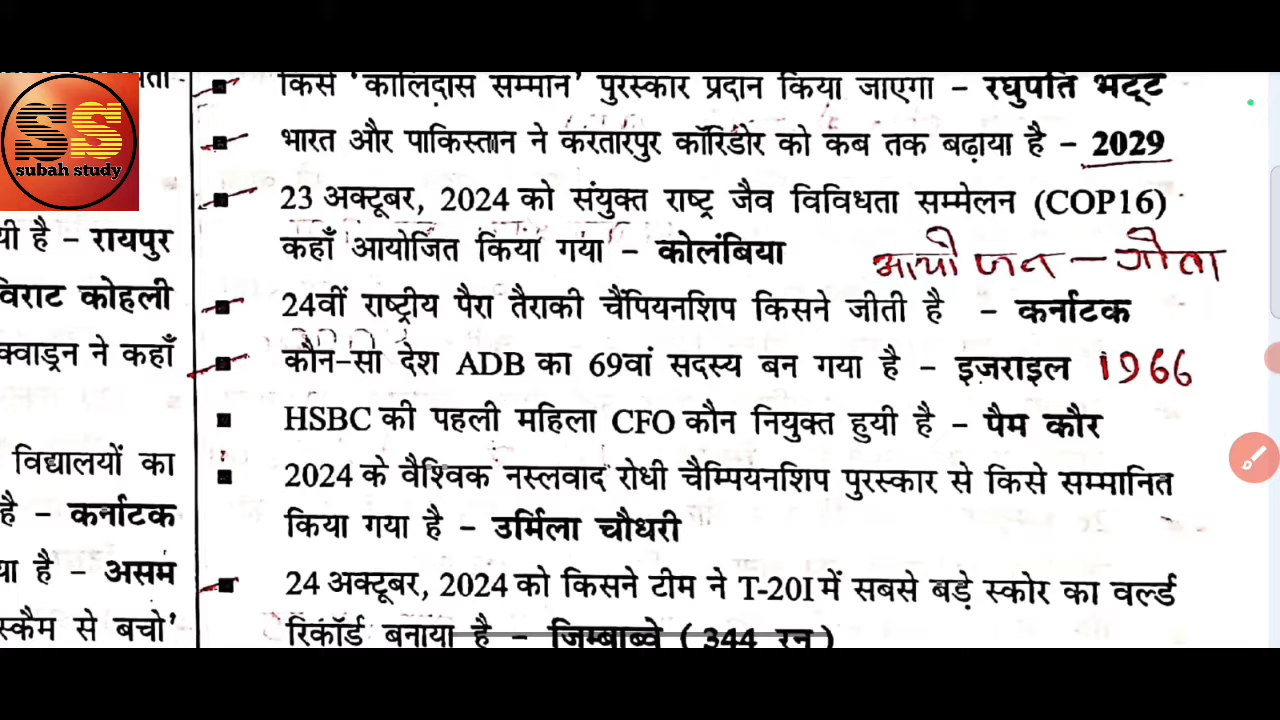 SS
subah study
यी है – रायपुर
विराट कोहली
क्वाड्रन ने कहाँ
विद्यालयों का
है – कर्नाटक
या है – असम
स्कैम से बचो'
किसे 'कालिदास सम्मान' पुरस्कार प्रदान किया जाएगा – रघुपति भट्ट
भारत और पाकिस्तान ने करतारपुर कॉरिडोर को कब तक बढ़ाया है – 2029
23 अक्टूबर, 2024 को संयुक्त राष्ट्र जैव विविधता सम्मेलन (COP16)
कहाँ आयोजित किया गया – कोलंबिया
आयोजन –
24वीं राष्ट्रीय पैरा तैराकी चैंपियनशिप किसने जीती है – कर्नाटक
कौन-सा देश ADB का 69वां सदस्य बन गया है – इजराइल 1966
HSBC की पहली महिला CFO कौन नियुक्त हुयी है – पैम कौर
2024 के वैश्विक नस्लवाद रोधी चैम्पियनशिप पुरस्कार से किसे सम्मानित
किया गया है – उर्मिला चौधरी
24 अक्टूबर, 2024 को किसने टीम ने T-20I में सबसे बड़े स्कोर का वर्ल्ड
रिकॉर्ड बनाया है – जिम्बाब्वे (344 रन)